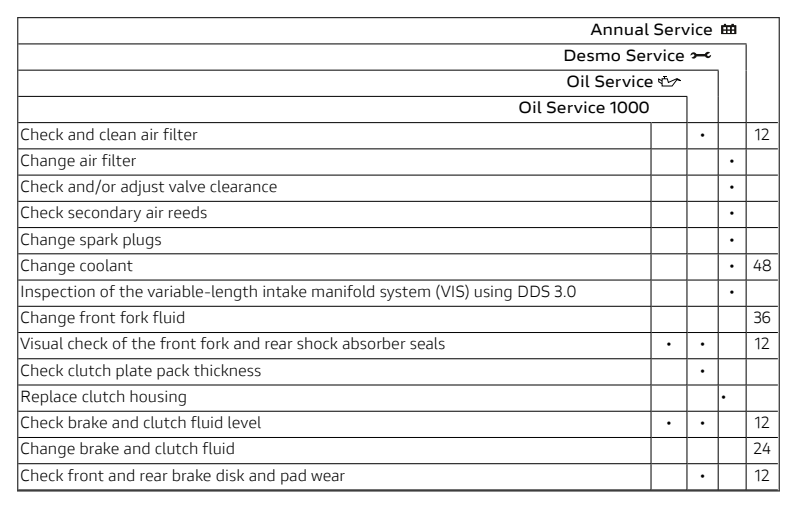 Annual Service
Desmo Service
Oil Service
Oil Service 1000
Check and clean air filter • 12
Change air filter •
Check and/or adjust valve clearance •
Check secondary air reeds •
Change spark plugs •
Change coolant • 48
Inspection of the variable-length intake manifold system (VIS) using DDS 3.0 •
Change front fork fluid 36
Visual check of the front fork and rear shock absorber seals • • 12
Check clutch plate pack thickness •
Replace clutch housing •
Check brake and clutch fluid level • • 12
Change brake and clutch fluid 24
Check front and rear brake disk and pad wear • 12